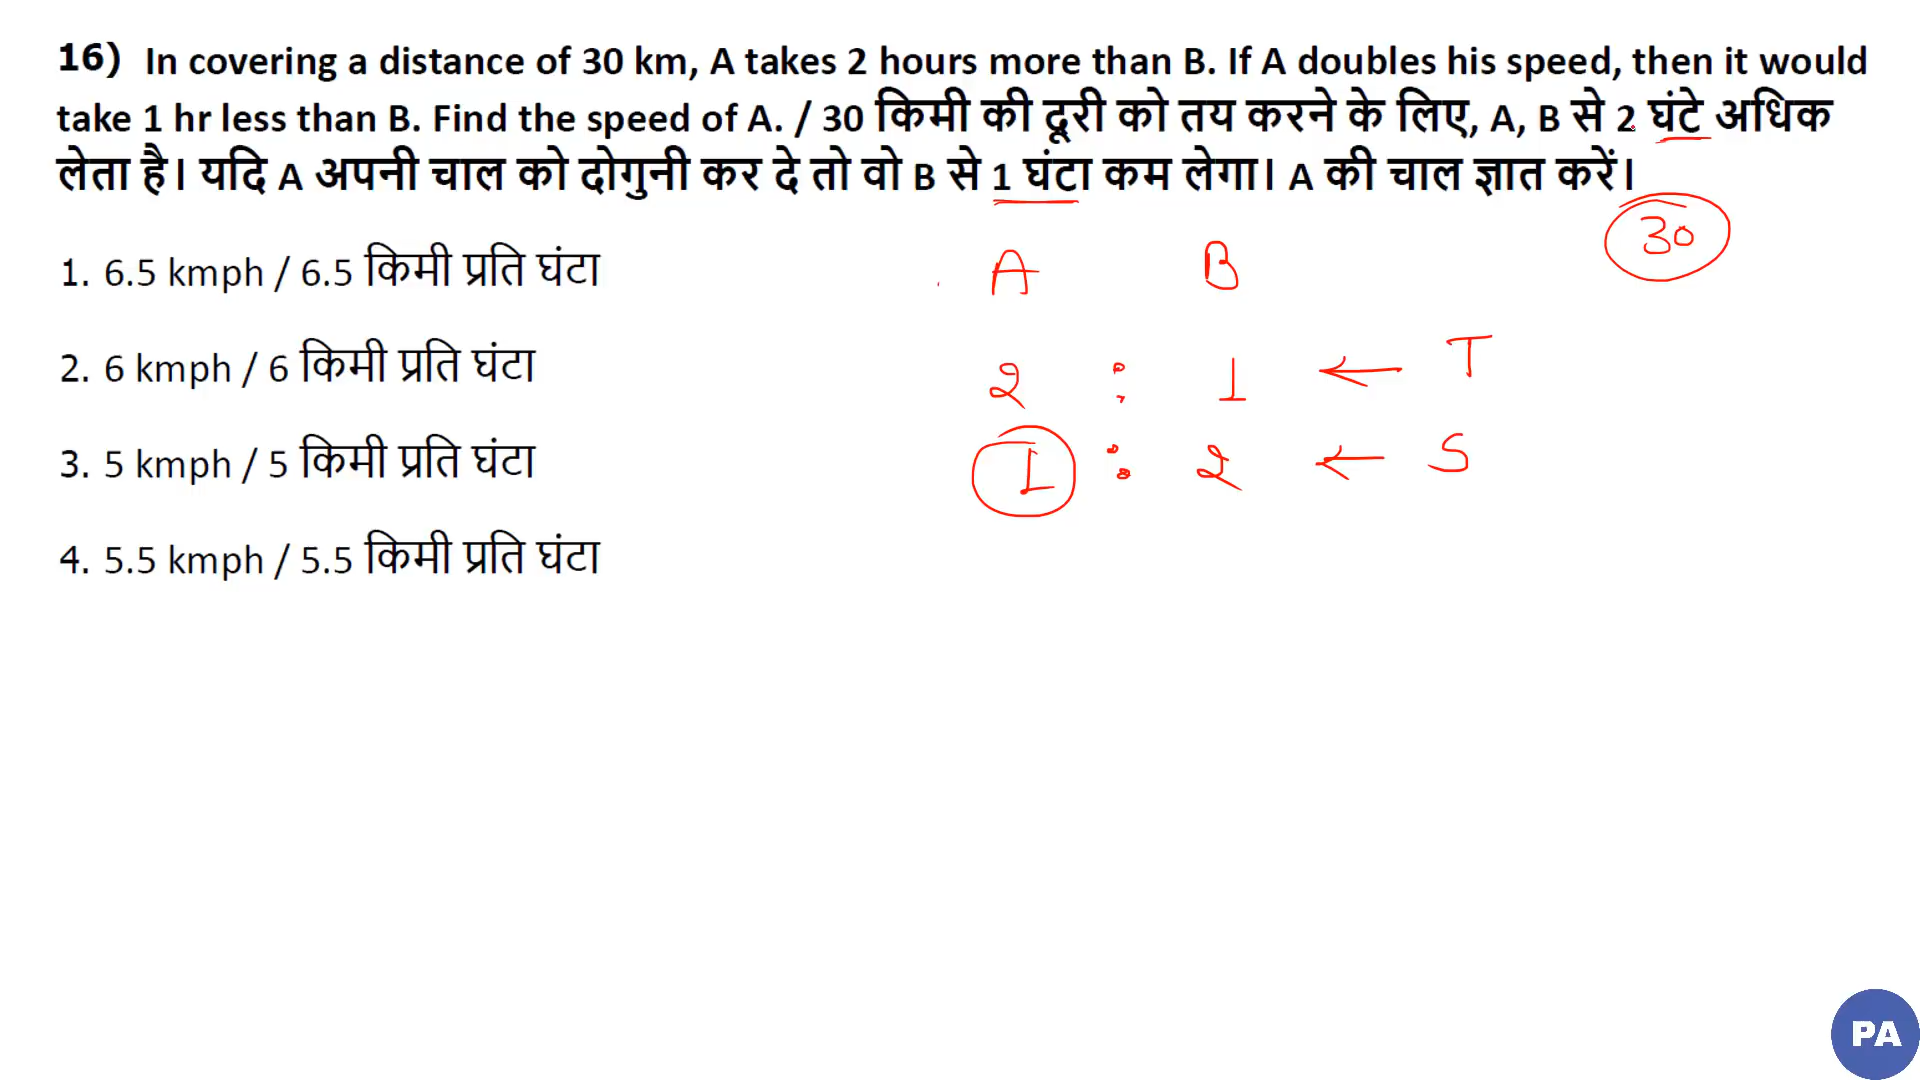 16) In covering a distance of 30 km, A takes 2 hours more than B. If A doubles his speed, then it would
take 1 hr less than B. Find the speed of A. / 30 किमी की दूरी को तय करने के लिए, A, B से 2 घंटे अधिक
लेता है। यदि A अपनी चाल को दोगुनी कर दे तो वो B से 1 घंटा कम लेगा। A की चाल ज्ञात करें।
30
1. 6.5 kmph / 6.5 किमी प्रति घंटा
A B
2. 6 kmph / 6 किमी प्रति घंटा
2 : 1 ← T
3. 5 kmph / 5 किमी प्रति घंटा
1 : 2 ← S
4. 5.5 kmph / 5.5 किमी प्रति घंटा
PA